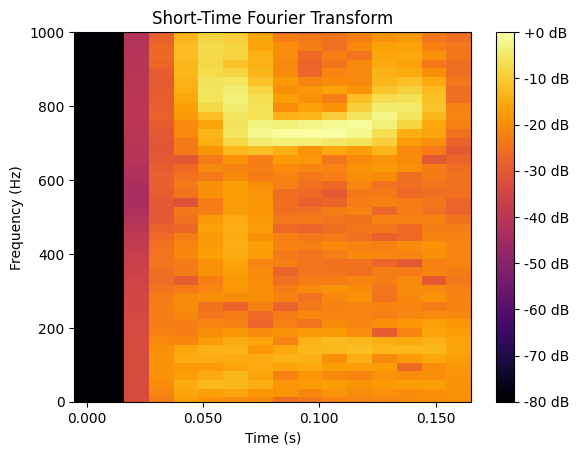 Short-Time Fourier Transform
1000
800
600
400
200
0
Frequency (Hz)
0.000
0.050
0.100
0.150
Time (s)
+0 dB
-10 dB
-20 dB
-30 dB
-40 dB
-50 dB
-60 dB
-70 dB
-80 dB